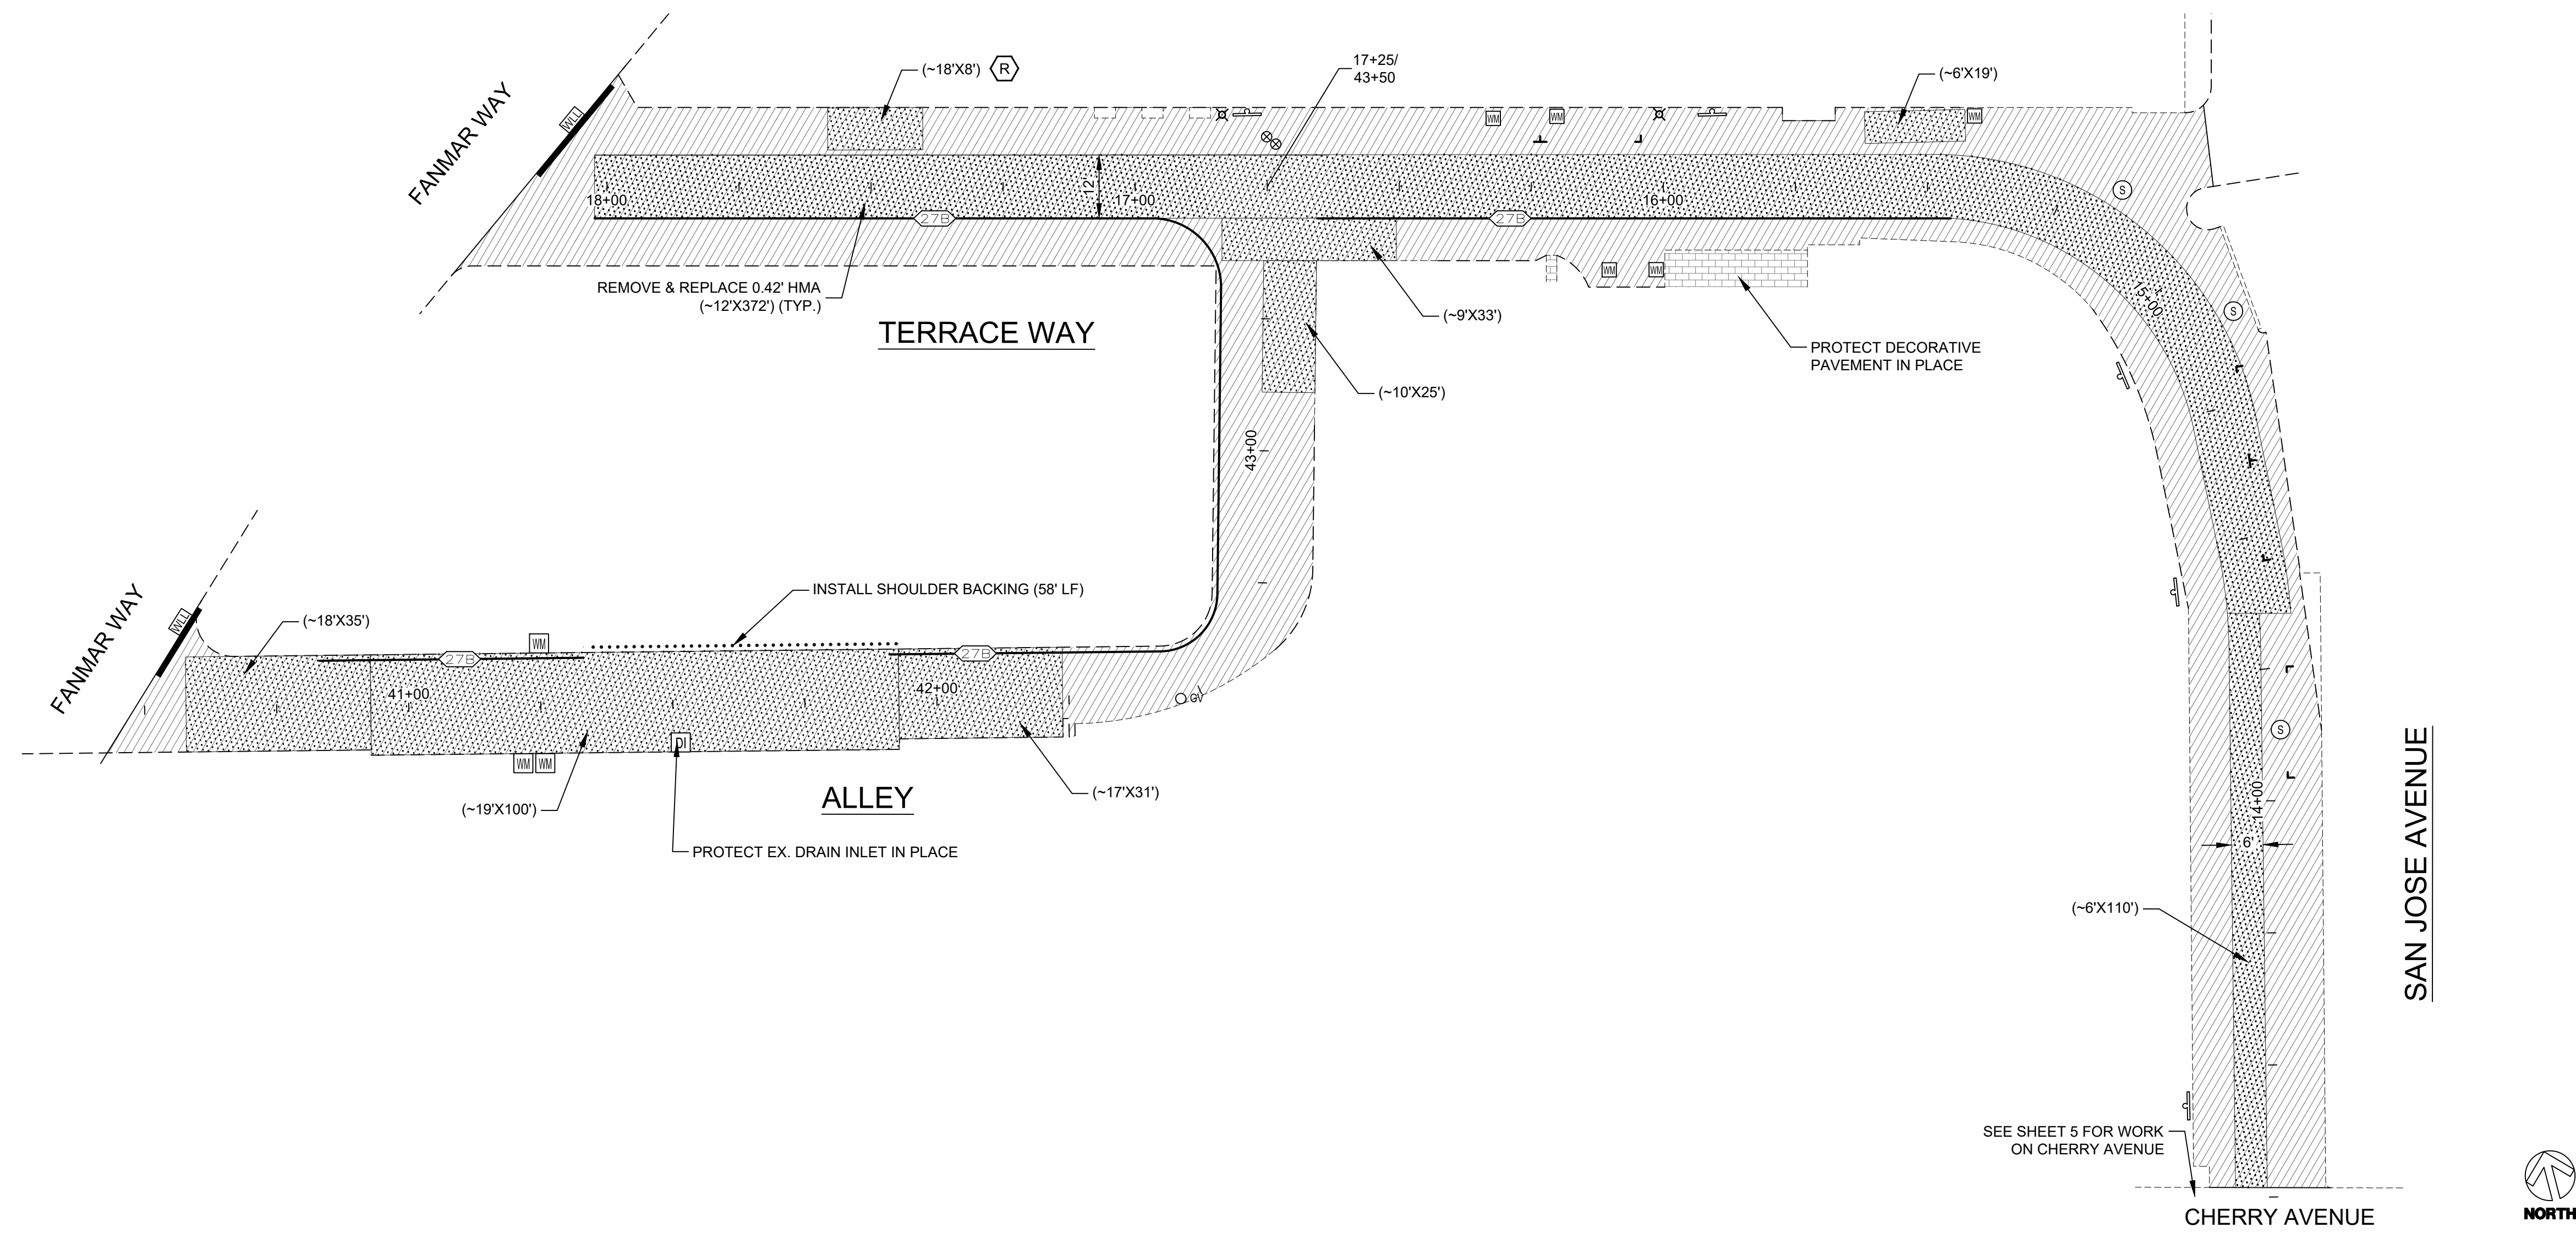 17+25/
43+50
(~18'X8') R
(~6'X19')
FANMAR WAY
WLL
WM
WM
WM
12'
18+00
17+00
16+00
27B
27B
S
WM
WM
REMOVE & REPLACE 0.42' HMA
(~12'X372') (TYP.)
TERRACE WAY
(~9'X33')
15+00
S
PROTECT DECORATIVE
PAVEMENT IN PLACE
(~10'X25')
43+00
INSTALL SHOULDER BACKING (58' LF)
FANMAR WAY
WLL
(~18'X35')
WM
27B
27B
41+00
42+00
GV
DI
S
WM WM
(~19'X100')
ALLEY
(~17'X31')
14+00
PROTECT EX. DRAIN INLET IN PLACE
6'
SAN JOSE AVENUE
(~6'X110')
SEE SHEET 5 FOR WORK
ON CHERRY AVENUE
CHERRY AVENUE
NORTH